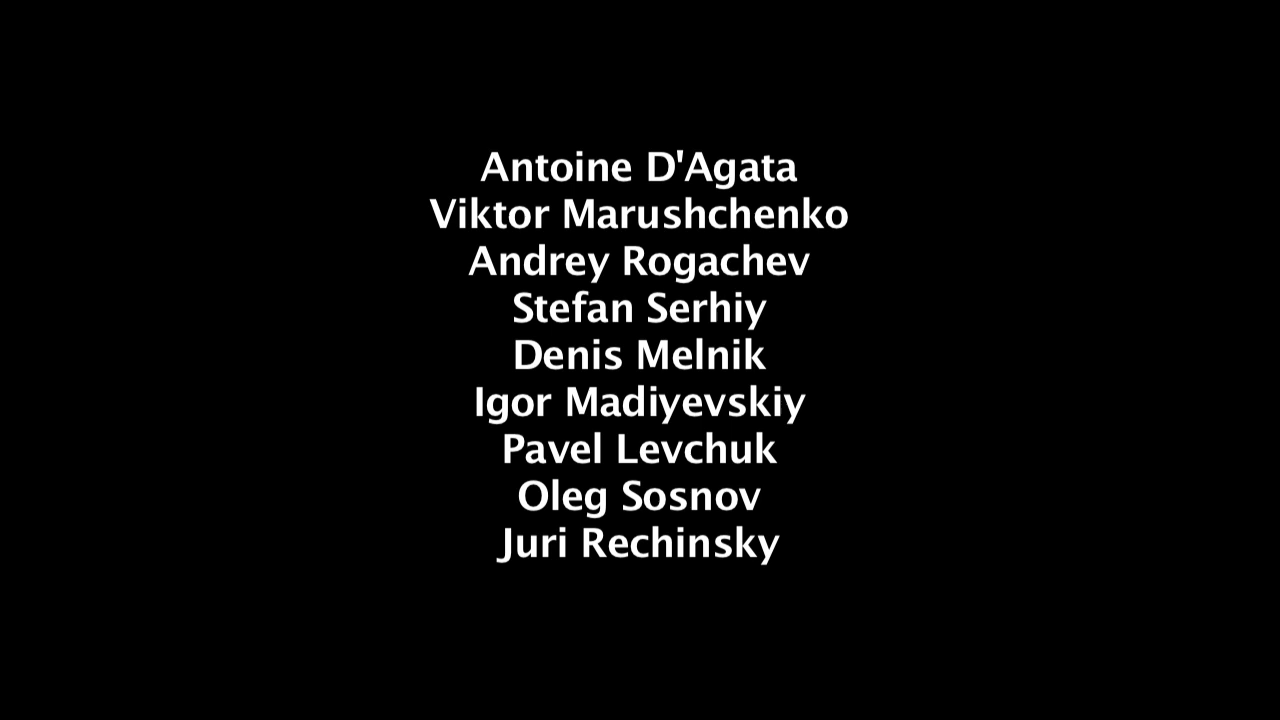 Antoine D'Agata
Viktor Marushchenko
Andrey Rogachev
Stefan Serhiy
Denis Melnik
Igor Madiyevskiy
Pavel Levchuk
Oleg Sosnov
Juri Rechinsky